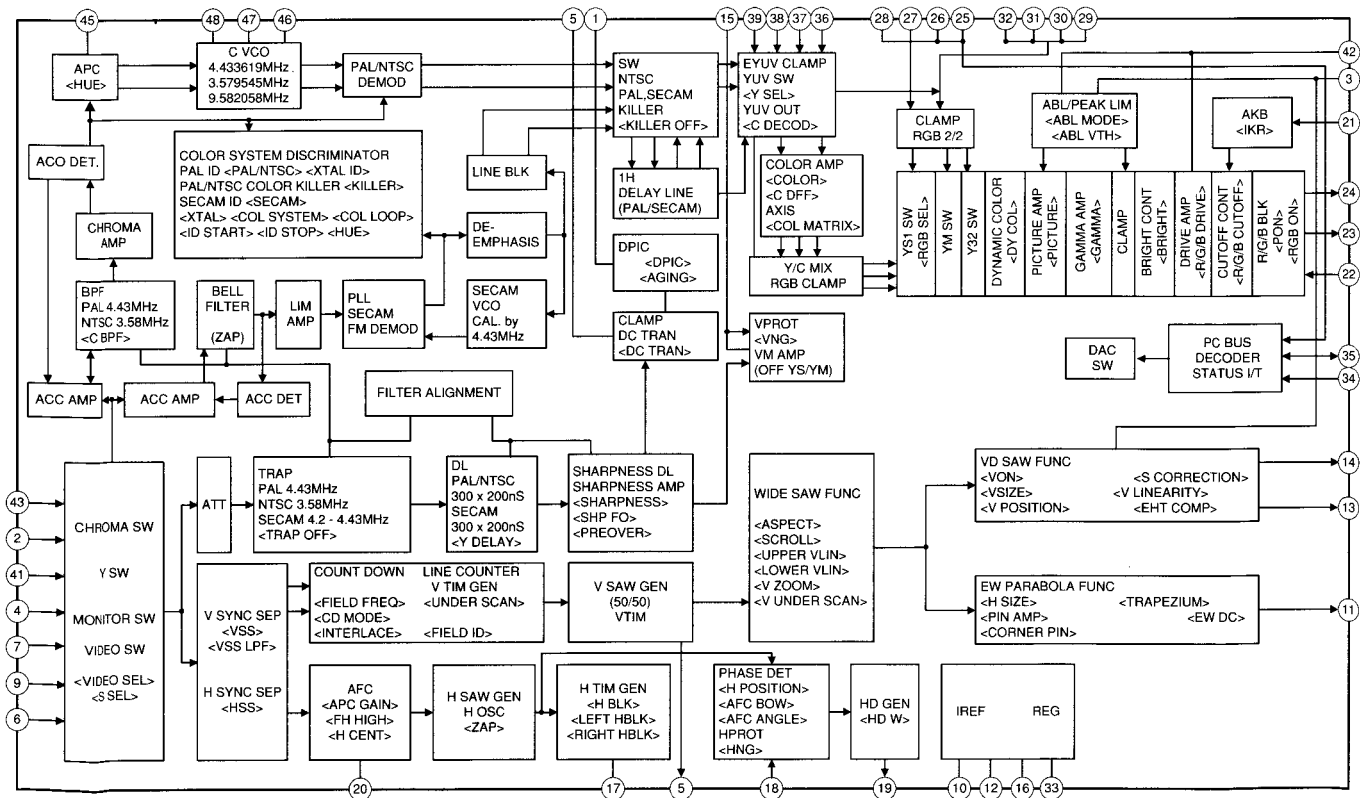 45
48
47
46
5
1
15
39
38
37
36
28
27
26
25
32
31
30
29
42
3
21
24
23
22
35
34
14
13
11
43
2
41
4
7
9
6
20
17
5
18
19
10
12
16
33
APC
<HUE>
C VCO
4.433619MHz.
3.579545MHz
9.582058MHz
PAL/NTSC
DEMOD
SW
NTSC
PAL,SECAM
KILLER
<KILLER OFF>
EYUV CLAMP
YUV SW
<Y SEL>
YUV OUT
<C DECOD>
CLAMP
RGB 2/2
ABL/PEAK LIM
<ABL MODE>
<ABL VTH>
AKB
<IKR>
ACO DET.
COLOR SYSTEM DISCRIMINATOR
PAL ID <PAL/NTSC> <XTAL ID>
PAL/NTSC COLOR KILLER <KILLER>
SECAM ID <SECAM>
<XTAL> <COL SYSTEM> <COL LOOP>
<ID START> <ID STOP> <HUE>
LINE BLK
1H
DELAY LINE
(PAL/SECAM)
COLOR AMP
<COLOR>
<C DFF>
AXIS
<COL MATRIX>
YS1 SW
<RGB SEL>
YM SW
Y32 SW
DYNAMIC COLOR
<DY COL>
PICTURE AMP
<PICTURE>
GAMMA AMP
<GAMMA>
CLAMP
BRIGHT CONT
<BRIGHT>
DRIVE AMP
<R/G/B DRIVE>
CUTOFF CONT
<R/G/B CUTOFF>
R/G/B BLK
<PON>
<RGB ON>
CHROMA
AMP
DE-
EMPHASIS
DPIC
<DPIC>
<AGING>
Y/C MIX
RGB CLAMP
BPF
PAL 4.43MHz
NTSC 3.58MHz
<C BPF>
BELL
FILTER
(ZAP)
LIM
AMP
PLL
SECAM
FM DEMOD
SECAM
VCO
CAL. by
4.43MHz
CLAMP
DC TRAN
<DC TRAN>
VPROT
<VNG>
VM AMP
(OFF YS/YM)
DAC
SW
PC BUS
DECODER
STATUS I/T
ACC AMP
ACC AMP
ACC DET
FILTER ALIGNMENT
CHROMA SW
Y SW
MONITOR SW
VIDEO SW
<VIDEO SEL>
<S SEL>
ATT
TRAP
PAL 4.43MHz
NTSC 3.58MHz
SECAM 4.2 - 4.43MHz
<TRAP OFF>
DL
PAL/NTSC
300 x 200nS
SECAM
300 x 200nS
<Y DELAY>
SHARPNESS DL
SHARPNESS AMP
<SHARPNESS>
<SHP FO>
<PREOVER>
WIDE SAW FUNC
<ASPECT>
<SCROLL>
<UPPER VLIN>
<LOWER VLIN>
<V ZOOM>
<V UNDER SCAN>
VD SAW FUNC
<VON>
<S CORRECTION>
<VSIZE>
<V LINEARITY>
<V POSITION>
<EHT COMP>
V SYNC SEP
<VSS>
<VSS LPF>
H SYNC SEP
<HSS>
COUNT DOWN LINE COUNTER
V TIM GEN
<FIELD FREQ> <UNDER SCAN>
<CD MODE>
<INTERLACE> <FIELD ID>
V SAW GEN
(50/50)
VTIM
EW PARABOLA FUNC
<H SIZE> <TRAPEZIUM>
<PIN AMP> <EW DC>
<CORNER PIN>
AFC
<APC GAIN>
<FH HIGH>
<H CENT>
H SAW GEN
H OSC
<ZAP>
H TIM GEN
<H BLK>
<LEFT HBLK>
<RIGHT HBLK>
PHASE DET
<H POSITION>
<AFC BOW>
<AFC ANGLE>
HPROT
<HNG>
HD GEN
<HD W>
IREF REG